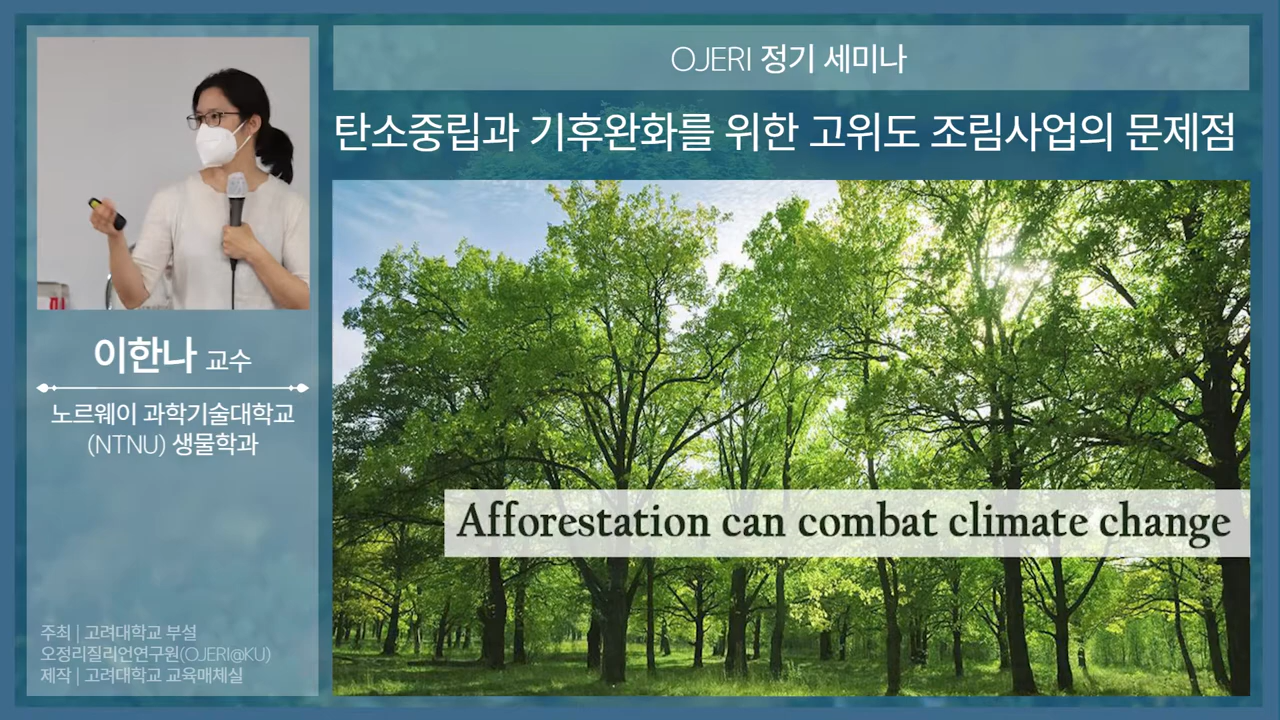 OJERI 정기 세미나
탄소중립과 기후완화를 위한 고위도 조림사업의 문제점
이한나 교수
노르웨이 과학기술대학교
(NTNU) 생물학과
Afforestation can combat climate change
주최 | 고려대학교 부설
오정리질리언연구원(OJERI@KU)
제작 | 고려대학교 교육매체실